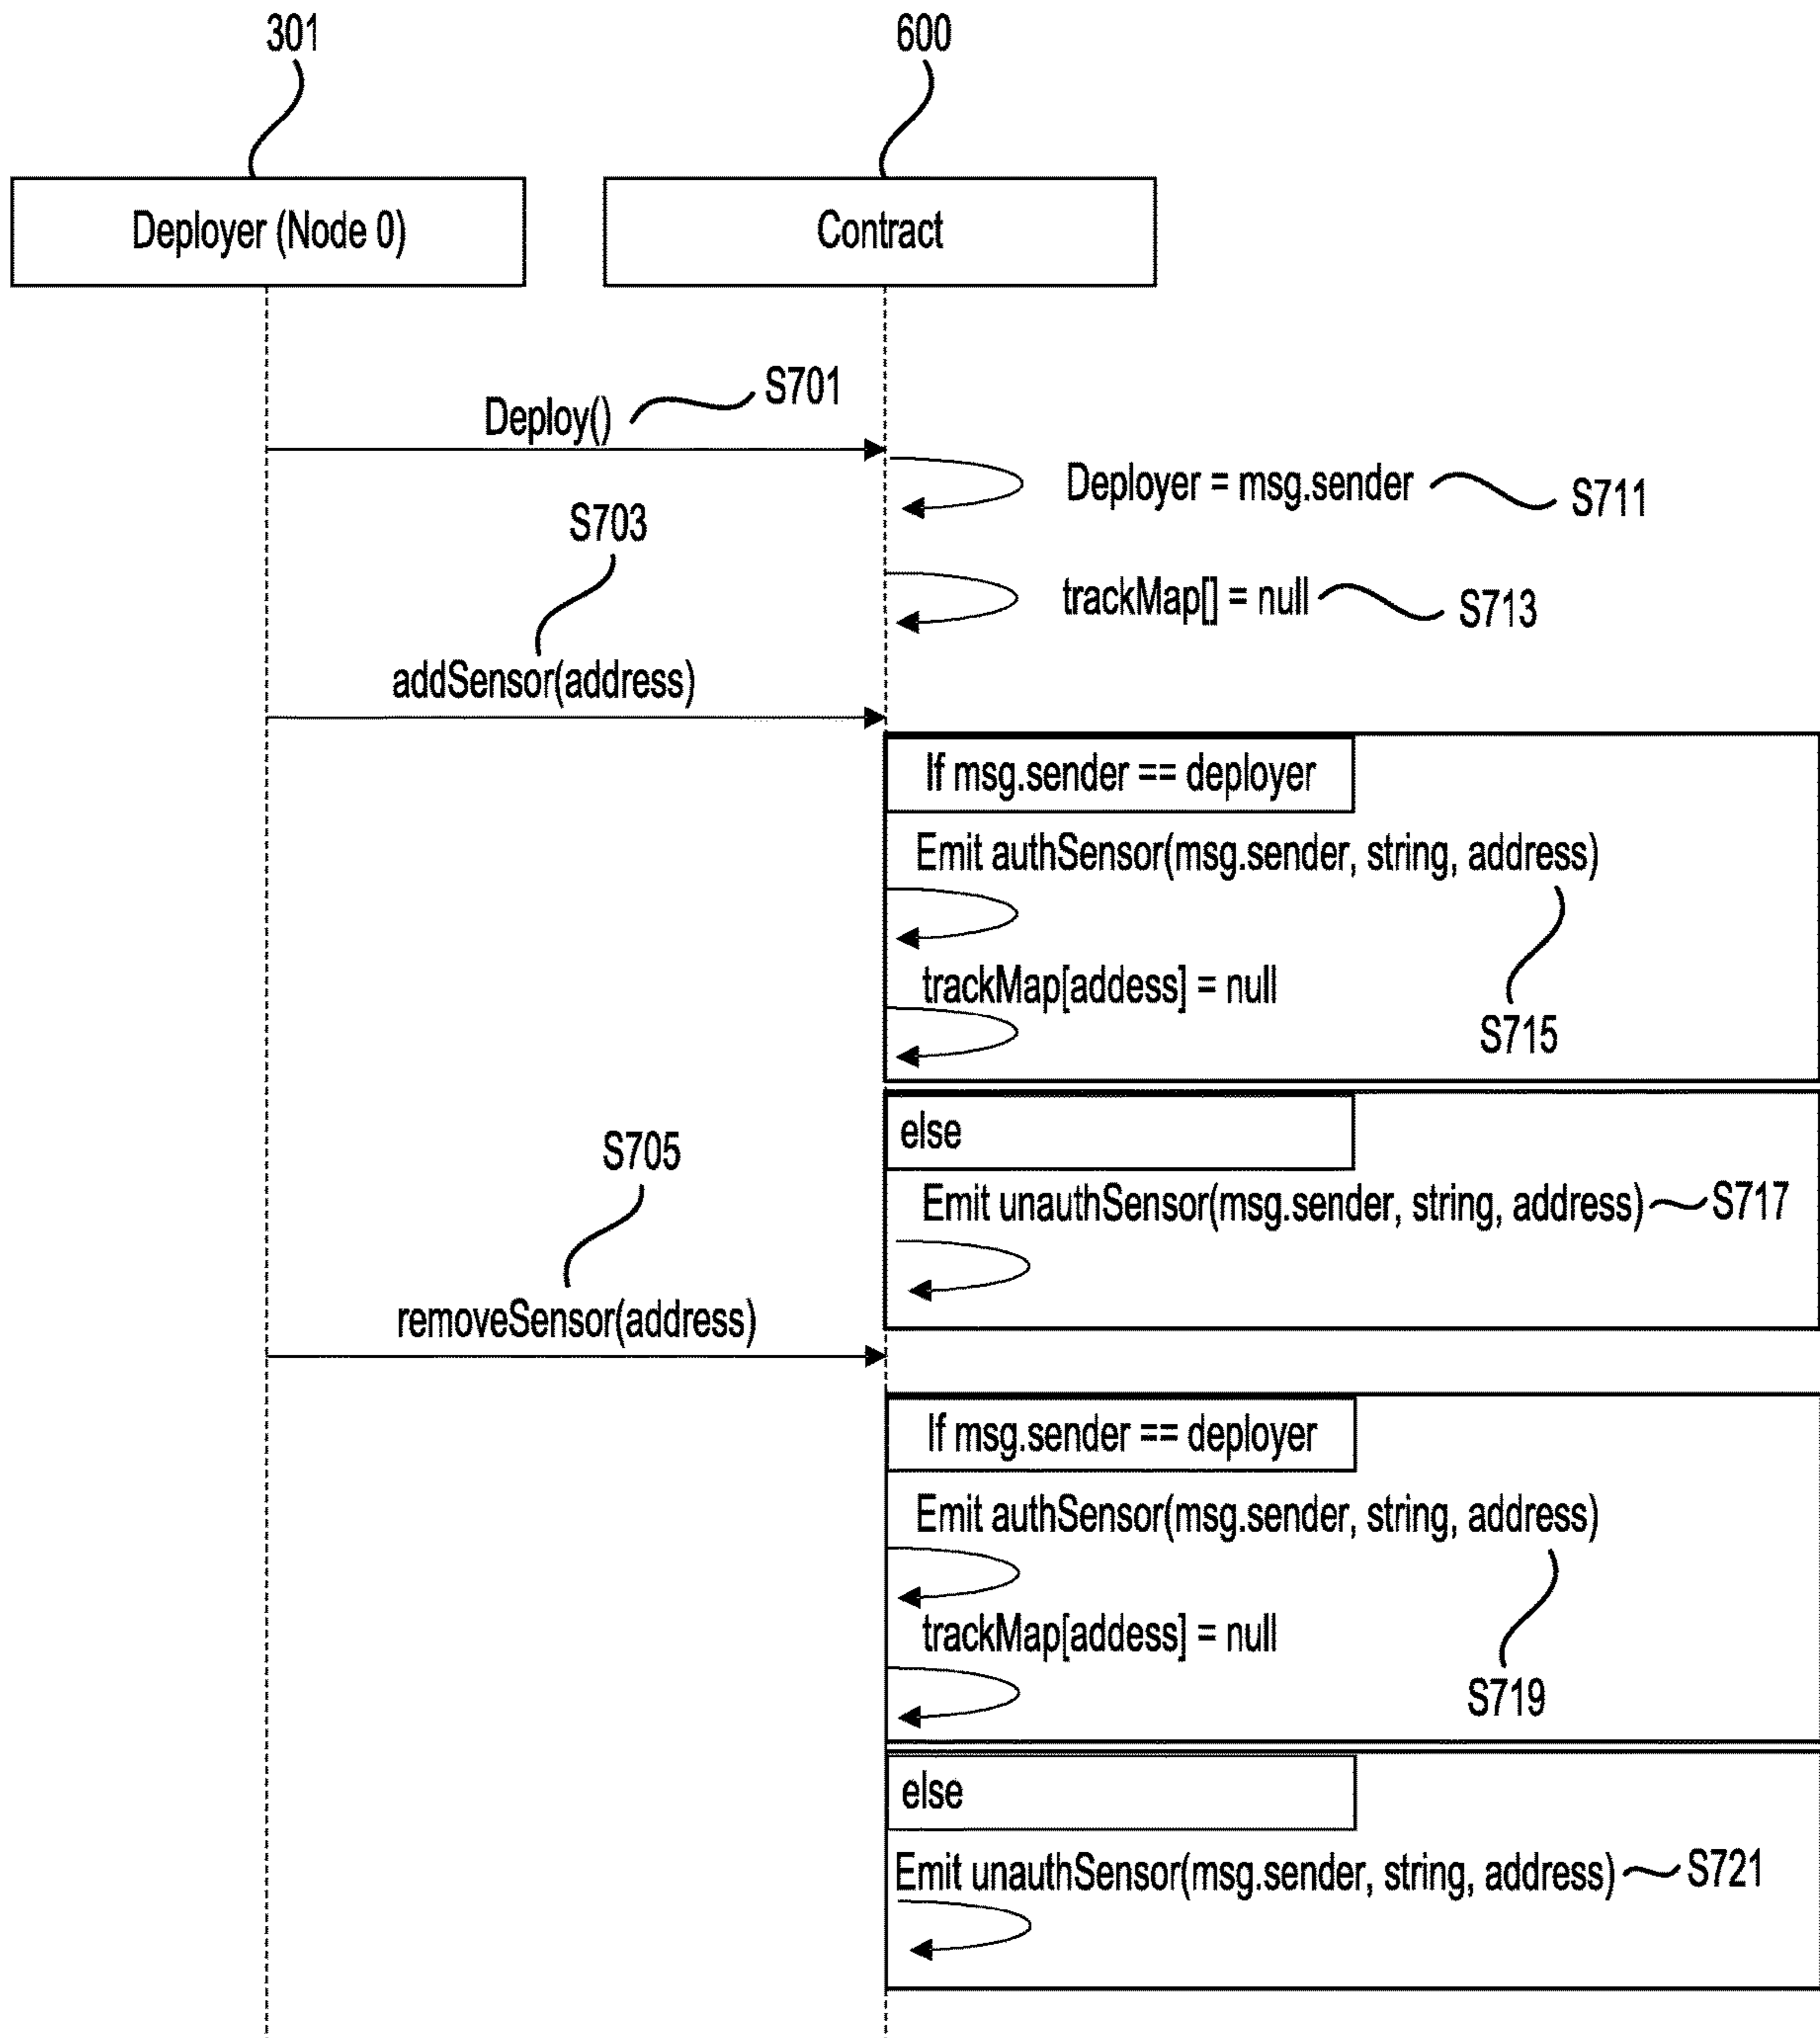 301
600
Deployer (Node 0)
Contract
S701
Deploy()
Deployer = msg.sender
S711
S703
trackMap[] = null
S713
addSensor(address)
If msg.sender == deployer
Emit authSensor(msg.sender, string, address)
trackMap[addess] = null
S715
else
S705
Emit unauthSensor(msg.sender, string, address)
S717
removeSensor(address)
If msg.sender == deployer
Emit authSensor(msg.sender, string, address)
trackMap[addess] = null
S719
else
Emit unauthSensor(msg.sender, string, address)
S721